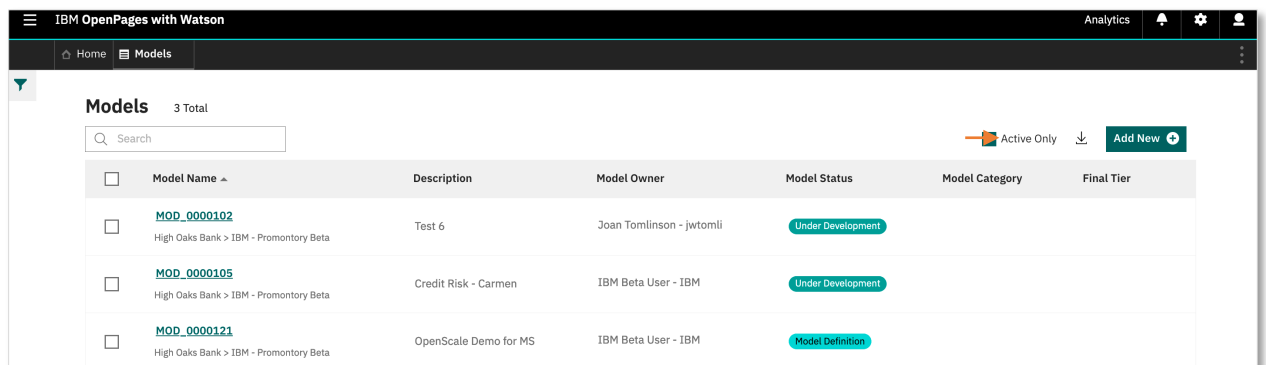 IBM OpenPages with Watson Analytics
Home Models
Models 3 Total
Search Active Only Add New
Model Name Description Model Owner Model Status Model Category Final Tier
MOD_0000102
High Oaks Bank > IBM - Promontory Beta Test 6 Joan Tomlinson - jwtomli Under Development
MOD_0000105
High Oaks Bank > IBM - Promontory Beta Credit Risk - Carmen IBM Beta User - IBM Under Development
MOD_0000121
High Oaks Bank > IBM - Promontory Beta OpenScale Demo for MS IBM Beta User - IBM Model Definition